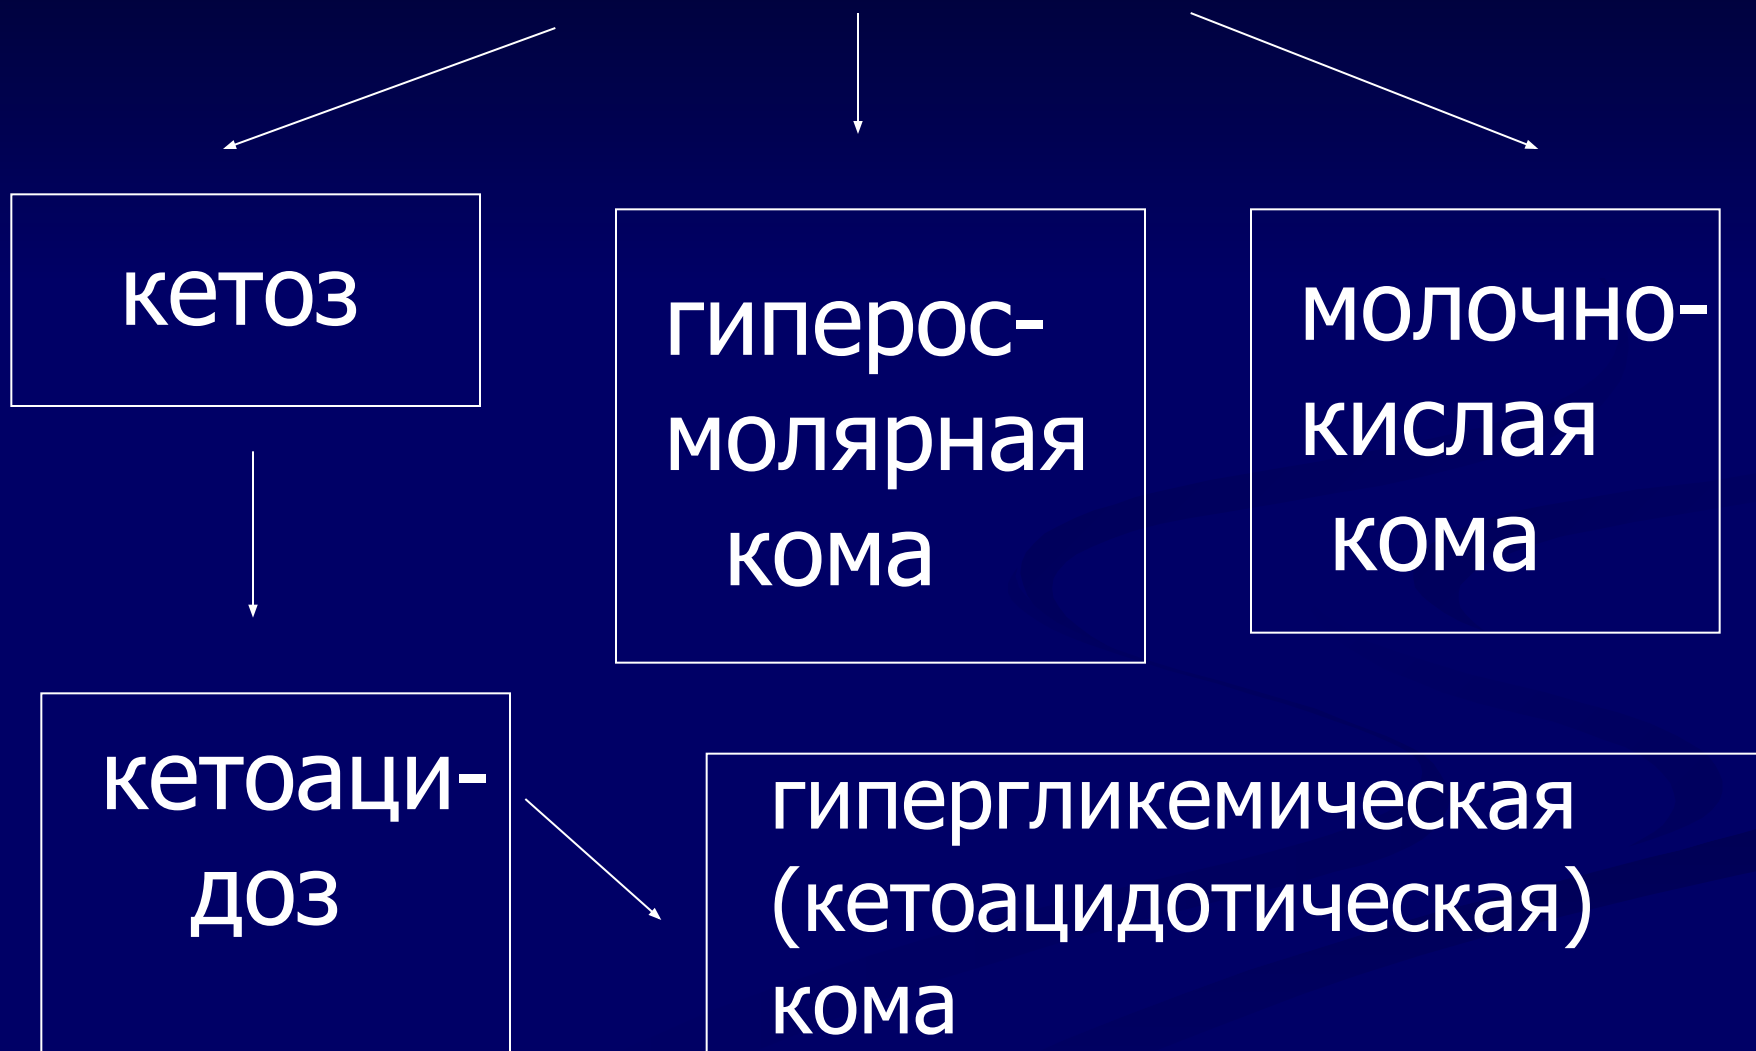 кетоз
гиперос-
молярная
кома
молочно-
кислая
кома
кетоаци-
доз
гипергликемическая
(кетоацидотическая)
кома